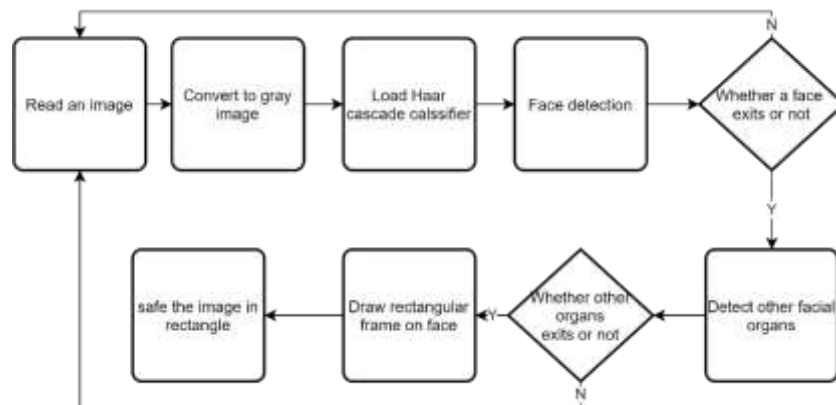 N
Read an image
Convert to gray
image
Load Haar
cascade calssifier
Face detection
Whether a face
exits or not
Y
safe the image in
rectangle
Draw rectangular
frame on face
Y
Whether other
organs
exits or not
Detect other facial
organs
N